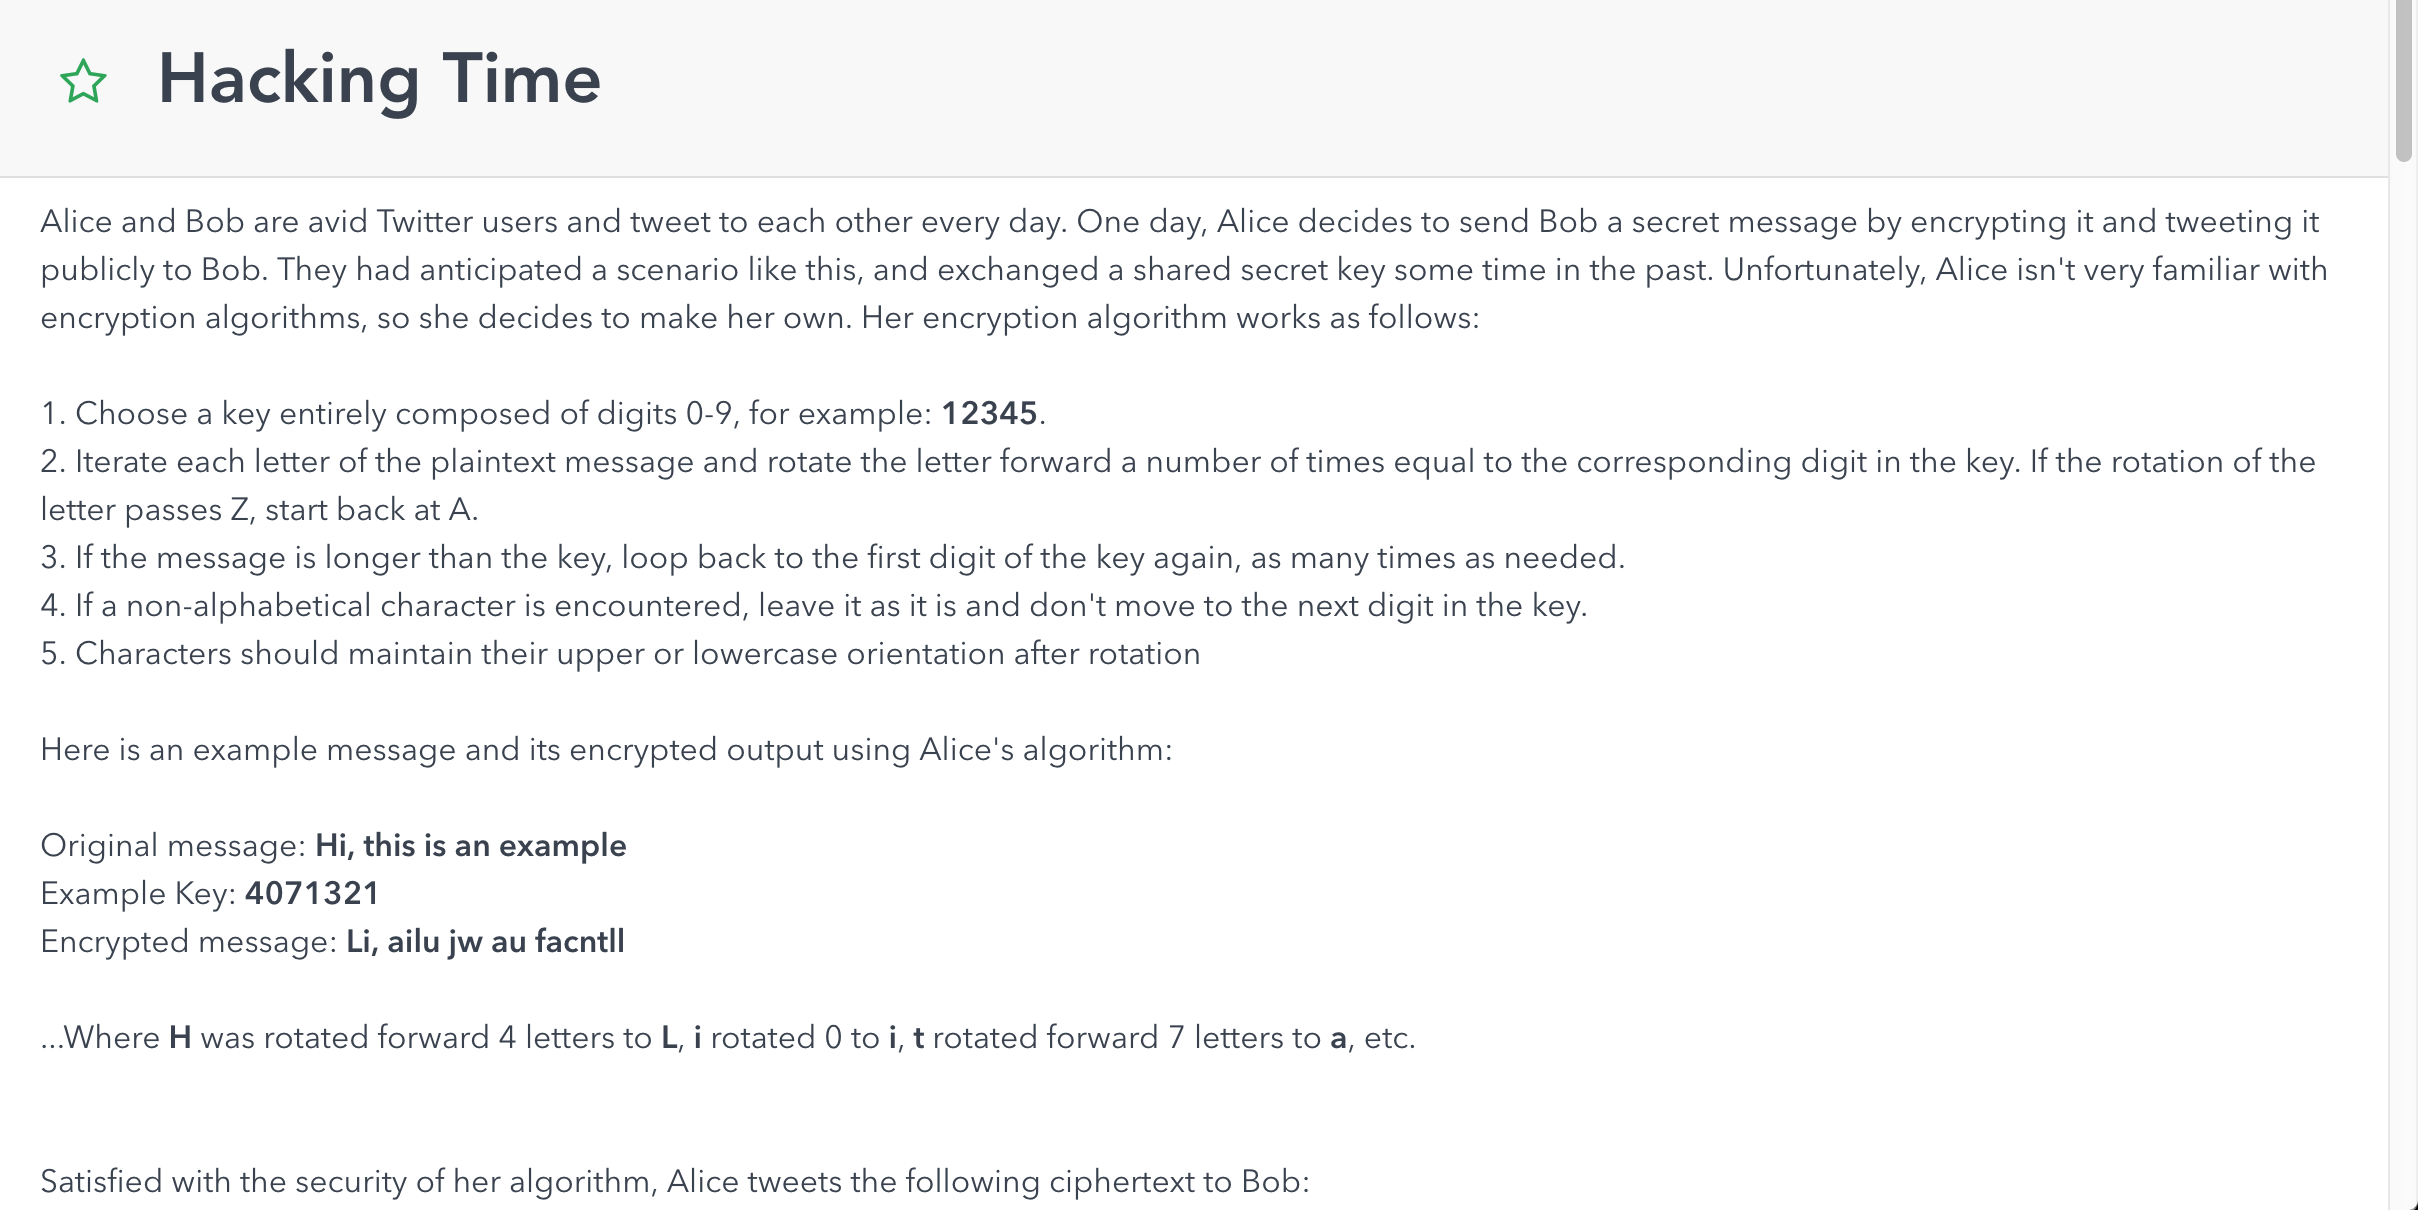 Hacking Time
Alice and Bob are avid Twitter users and tweet to each other every day. One day, Alice decides to send Bob a secret message by encrypting it and tweeting it
publicly to Bob. They had anticipated a scenario like this, and exchanged a shared secret key some time in the past. Unfortunately, Alice isn't very familiar with
encryption algorithms, so she decides to make her own. Her encryption algorithm works as follows:
1. Choose a key entirely composed of digits 0-9, for example: 12345.
2. Iterate each letter of the plaintext message and rotate the letter forward a number of times equal to the corresponding digit in the key. If the rotation of the
letter passes Z, start back at A.
3. If the message is longer than the key, loop back to the first digit of the key again, as many times as needed.
4. If a non-alphabetical character is encountered, leave it as it is and don't move to the next digit in the key.
5. Characters should maintain their upper or lowercase orientation after rotation
Here is an example message and its encrypted output using Alice's algorithm:
Original message: Hi, this is an example
Example Key: 4071321
Encrypted message: Li, ailu jw au facntll
...Where H was rotated forward 4 letters to L, i rotated 0 to i, t rotated forward 7 letters to a, etc.
Satisfied with the security of her algorithm, Alice tweets the following ciphertext to Bob: